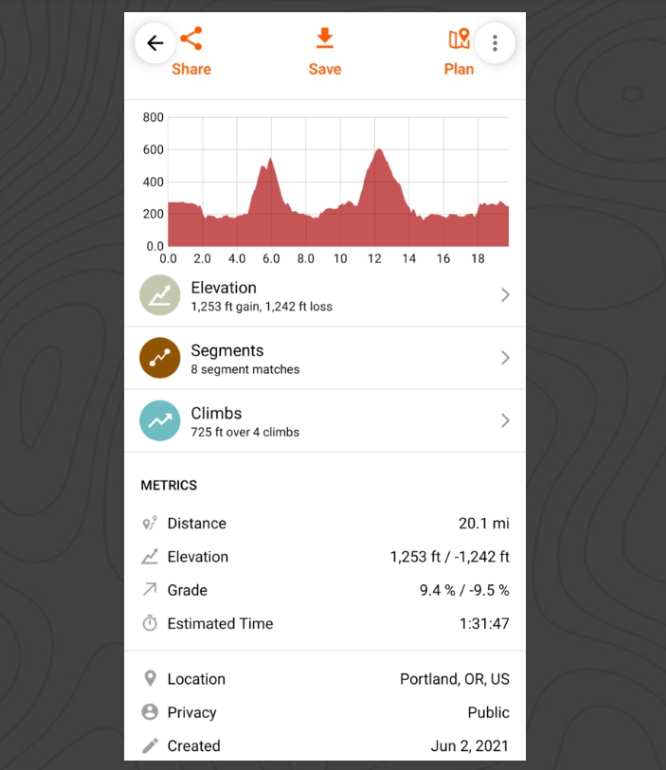 Share Save Plan
800
600
400
200
0.0
0.0 2.0 4.0 6.0 8.0 10 12 14 16 18
Elevation
1,253 ft gain, 1,242 ft loss
Segments
8 segment matches
Climbs
725 ft over 4 climbs
METRICS
Distance 20.1 mi
Elevation 1,253 ft / -1,242 ft
Grade 9.4 % / -9.5 %
Estimated Time 1:31:47
Location Portland, OR, US
Privacy Public
Created Jun 2, 2021